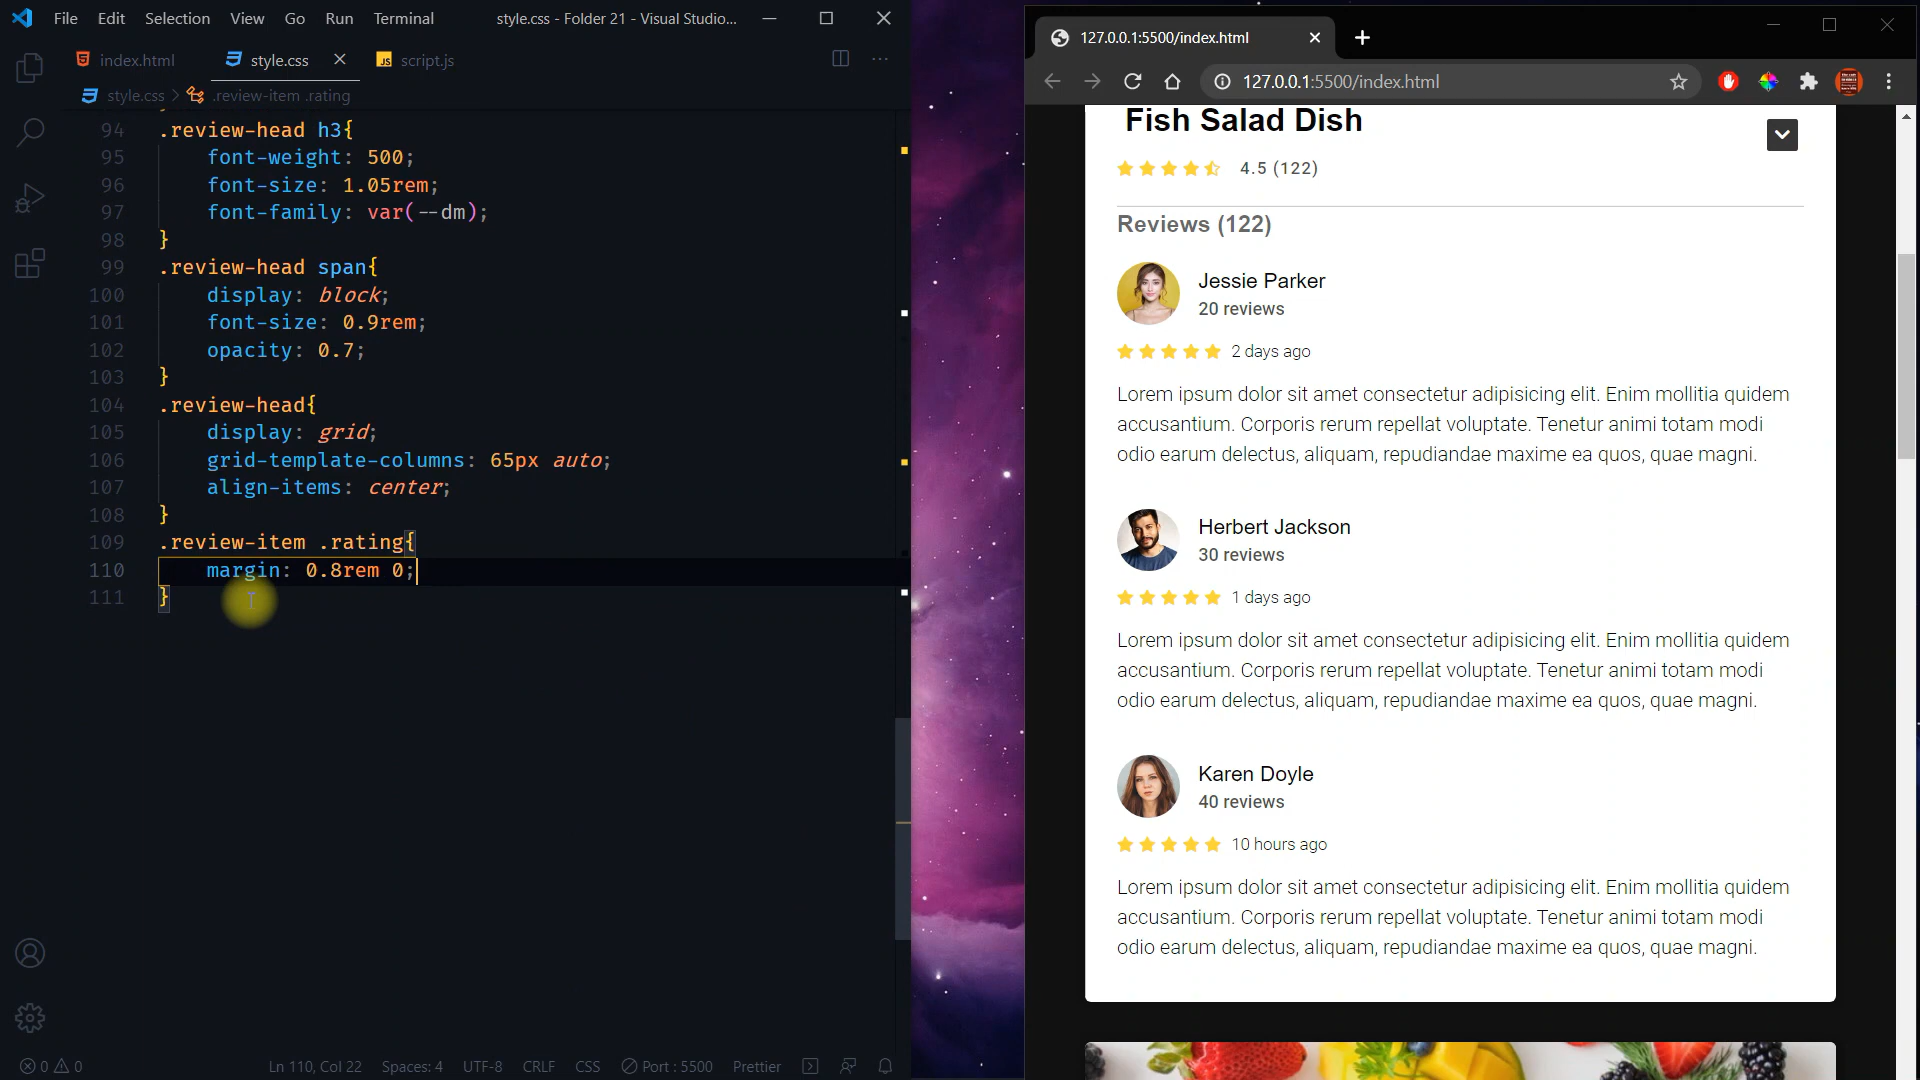 File Edit Selection View Go Run Terminal
style.css - Folder 21 - Visual Studio...
index.html
style.css
JS script.js
style.css > .review-item .rating
94 .review-head h3{
95 font-weight: 500;
96 font-size: 1.05rem;
97 font-family: var(--dm);
98 }
99 .review-head span{
100 display: block;
101 font-size: 0.9rem;
102 opacity: 0.7;
103 }
104 .review-head{
105 display: grid;
106 grid-template-columns: 65px auto;
107 align-items: center;
108 }
109 .review-item .rating{
110 margin: 0.8rem 0;
111 }
0 0
Ln 110, Col 22 Spaces: 4 UTF-8 CRLF CSS Port : 5500 Prettier
127.0.0.1:5500/index.html
127.0.0.1:5500/index.html
Fish Salad Dish
4.5 (122)
Reviews (122)
Jessie Parker
20 reviews
2 days ago
Lorem ipsum dolor sit amet consectetur adipisicing elit. Enim mollitia quidem
accusantium. Corporis rerum repellat voluptate. Tenetur animi totam modi
odio earum delectus, aliquam, repudiandae maxime ea quos, quae magni.
Herbert Jackson
30 reviews
1 days ago
Lorem ipsum dolor sit amet consectetur adipisicing elit. Enim mollitia quidem
accusantium. Corporis rerum repellat voluptate. Tenetur animi totam modi
odio earum delectus, aliquam, repudiandae maxime ea quos, quae magni.
Karen Doyle
40 reviews
10 hours ago
Lorem ipsum dolor sit amet consectetur adipisicing elit. Enim mollitia quidem
accusantium. Corporis rerum repellat voluptate. Tenetur animi totam modi
odio earum delectus, aliquam, repudiandae maxime ea quos, quae magni.